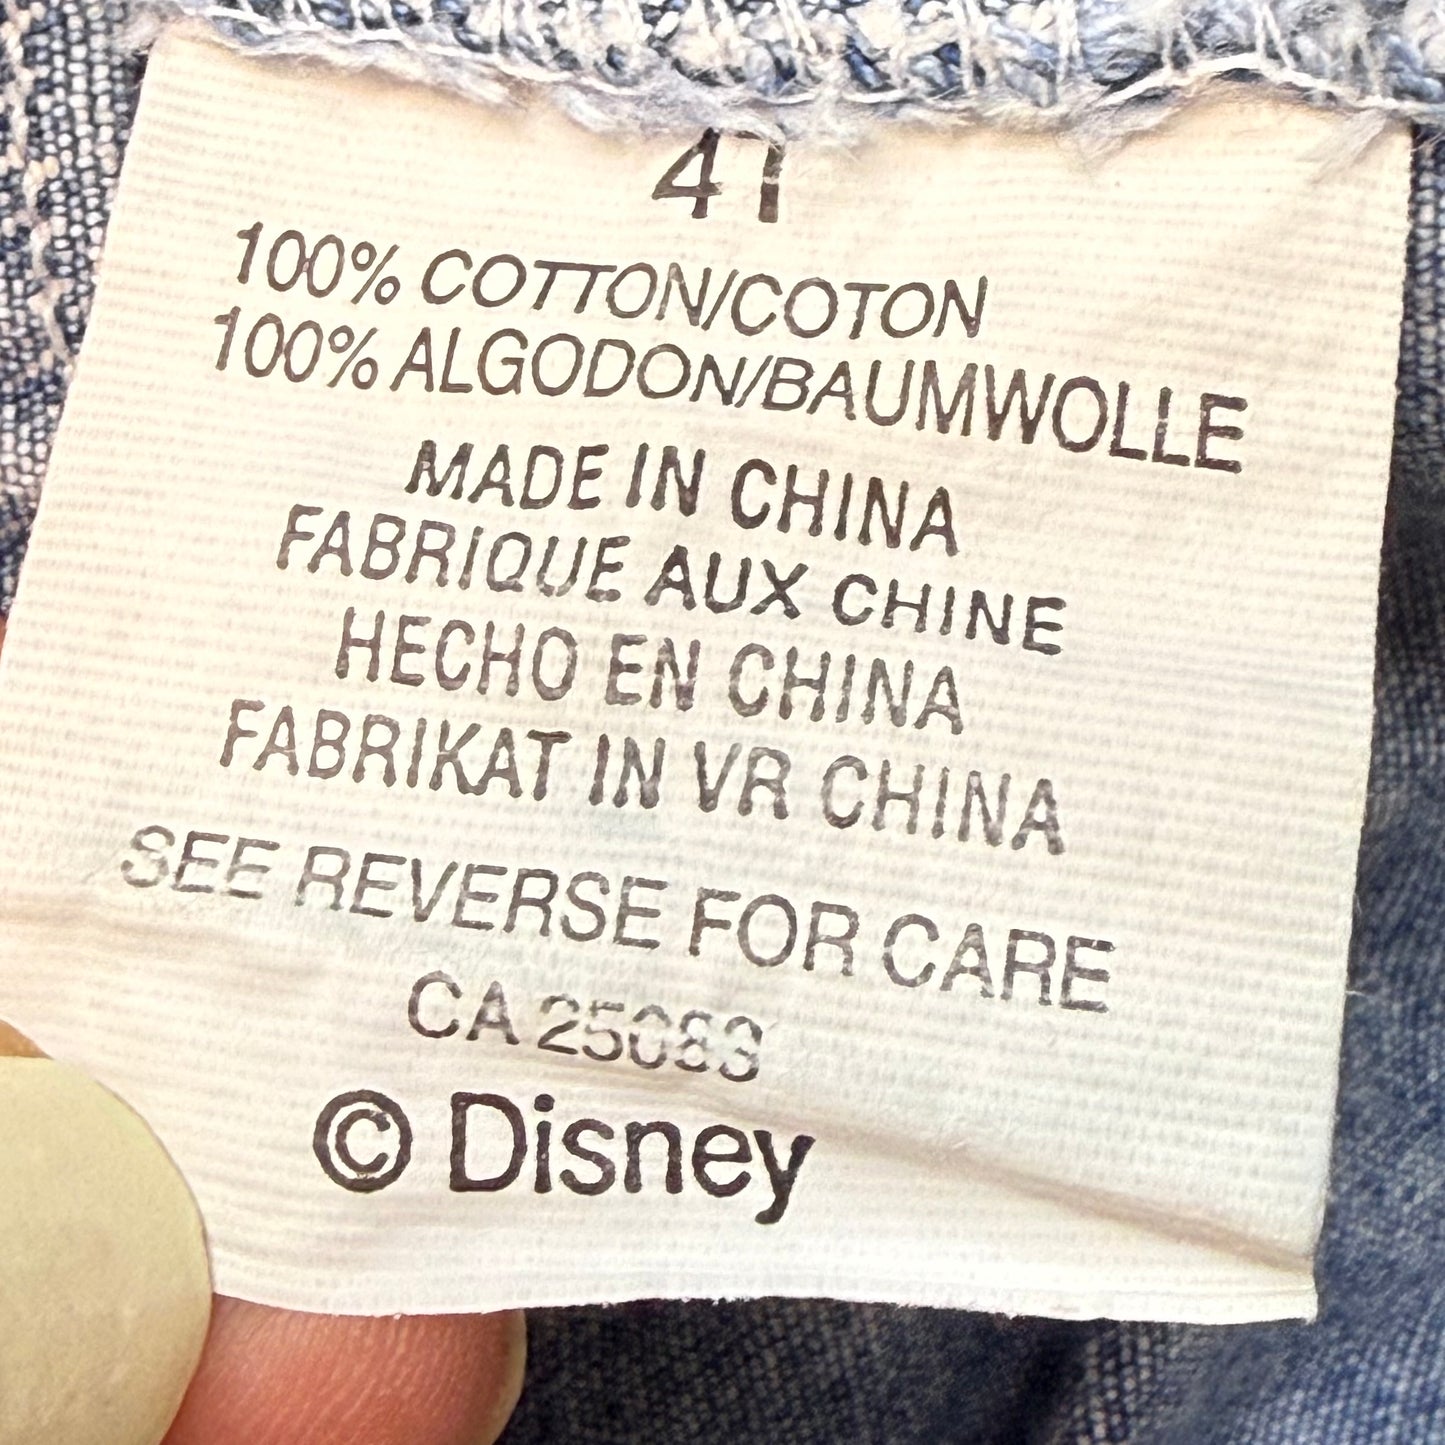 4T
100% COTTON/COTON
100% ALGODON/BAUMWOLLE
MADE IN CHINA
FABRIQUE AUX CHINE
HECHO EN CHINA
FABRIKAT IN VR CHINA
SEE REVERSE FOR CARE
CA 25083
© Disney